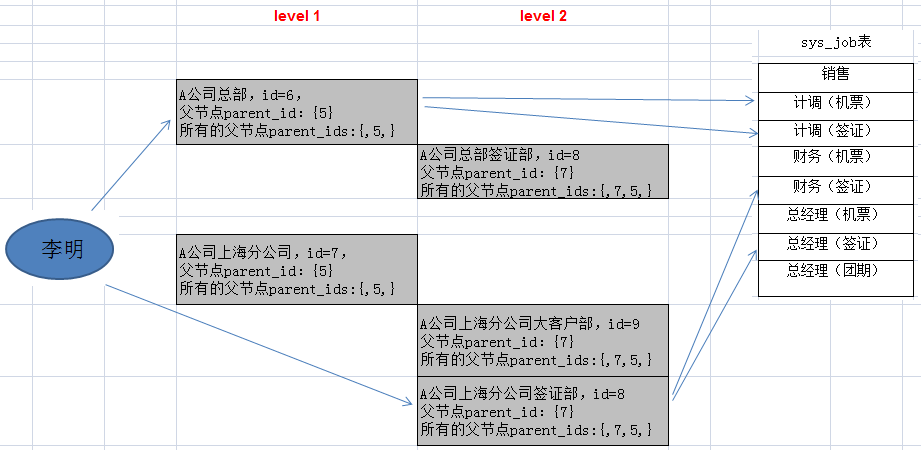 level 1
level 2
sys_job表
A公司总部，id=6，
父节点parent_id：{5}
所有的父节点parent_ids:{,5,}
A公司总部签证部，id=8
父节点parent_id：{7}
所有的父节点parent_ids:{,7,5,}
李明
A公司上海分公司，id=7，
父节点parent_id：{5}
所有的父节点parent_ids:{,5,}
A公司上海分公司大客户部，id=9
父节点parent_id：{7}
所有的父节点parent_ids:{,7,5,}
A公司上海分公司签证部，id=8
父节点parent_id：{7}
所有的父节点parent_ids:{,7,5,}
销售
计调（机票）
计调（签证）
财务（机票）
财务（签证）
总经理（机票）
总经理（签证）
总经理（团期）